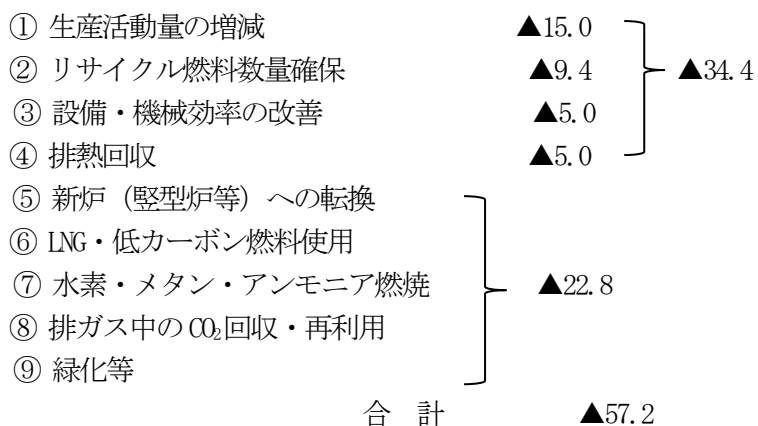 ① 生産活動量の増減 ▲15.0
② リサイクル燃料数量確保 ▲9.4 ▲34.4
③ 設備・機械効率の改善 ▲5.0
④ 排熱回収 ▲5.0
⑤ 新炉（竪型炉等）への転換
⑥ LNG・低カーボン燃料使用
⑦ 水素・メタン・アンモニア燃焼 ▲22.8
⑧ 排ガス中のCO₂回収・再利用
⑨ 緑化等
合 計 ▲57.2